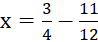 x = 3/4 − 11/12